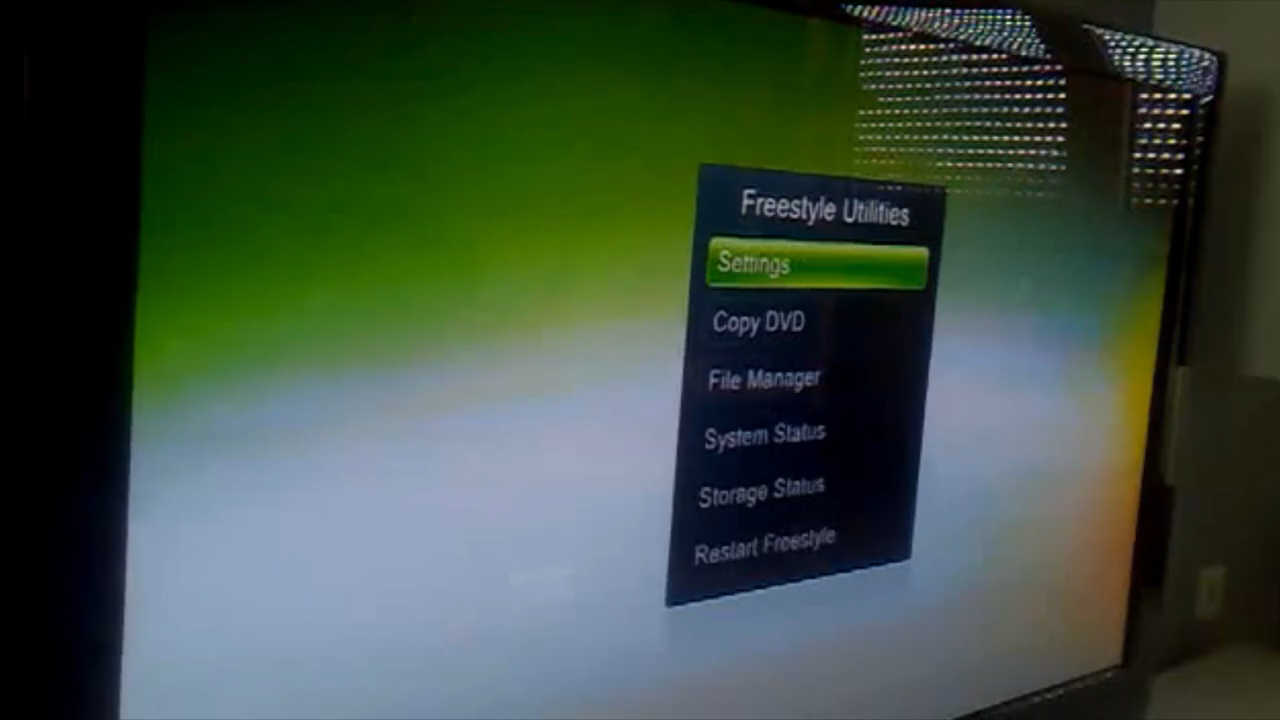 Freestyle Utilities
Settings
Copy DVD
File Manager
System Status
Storage Status
Restart Freestyle